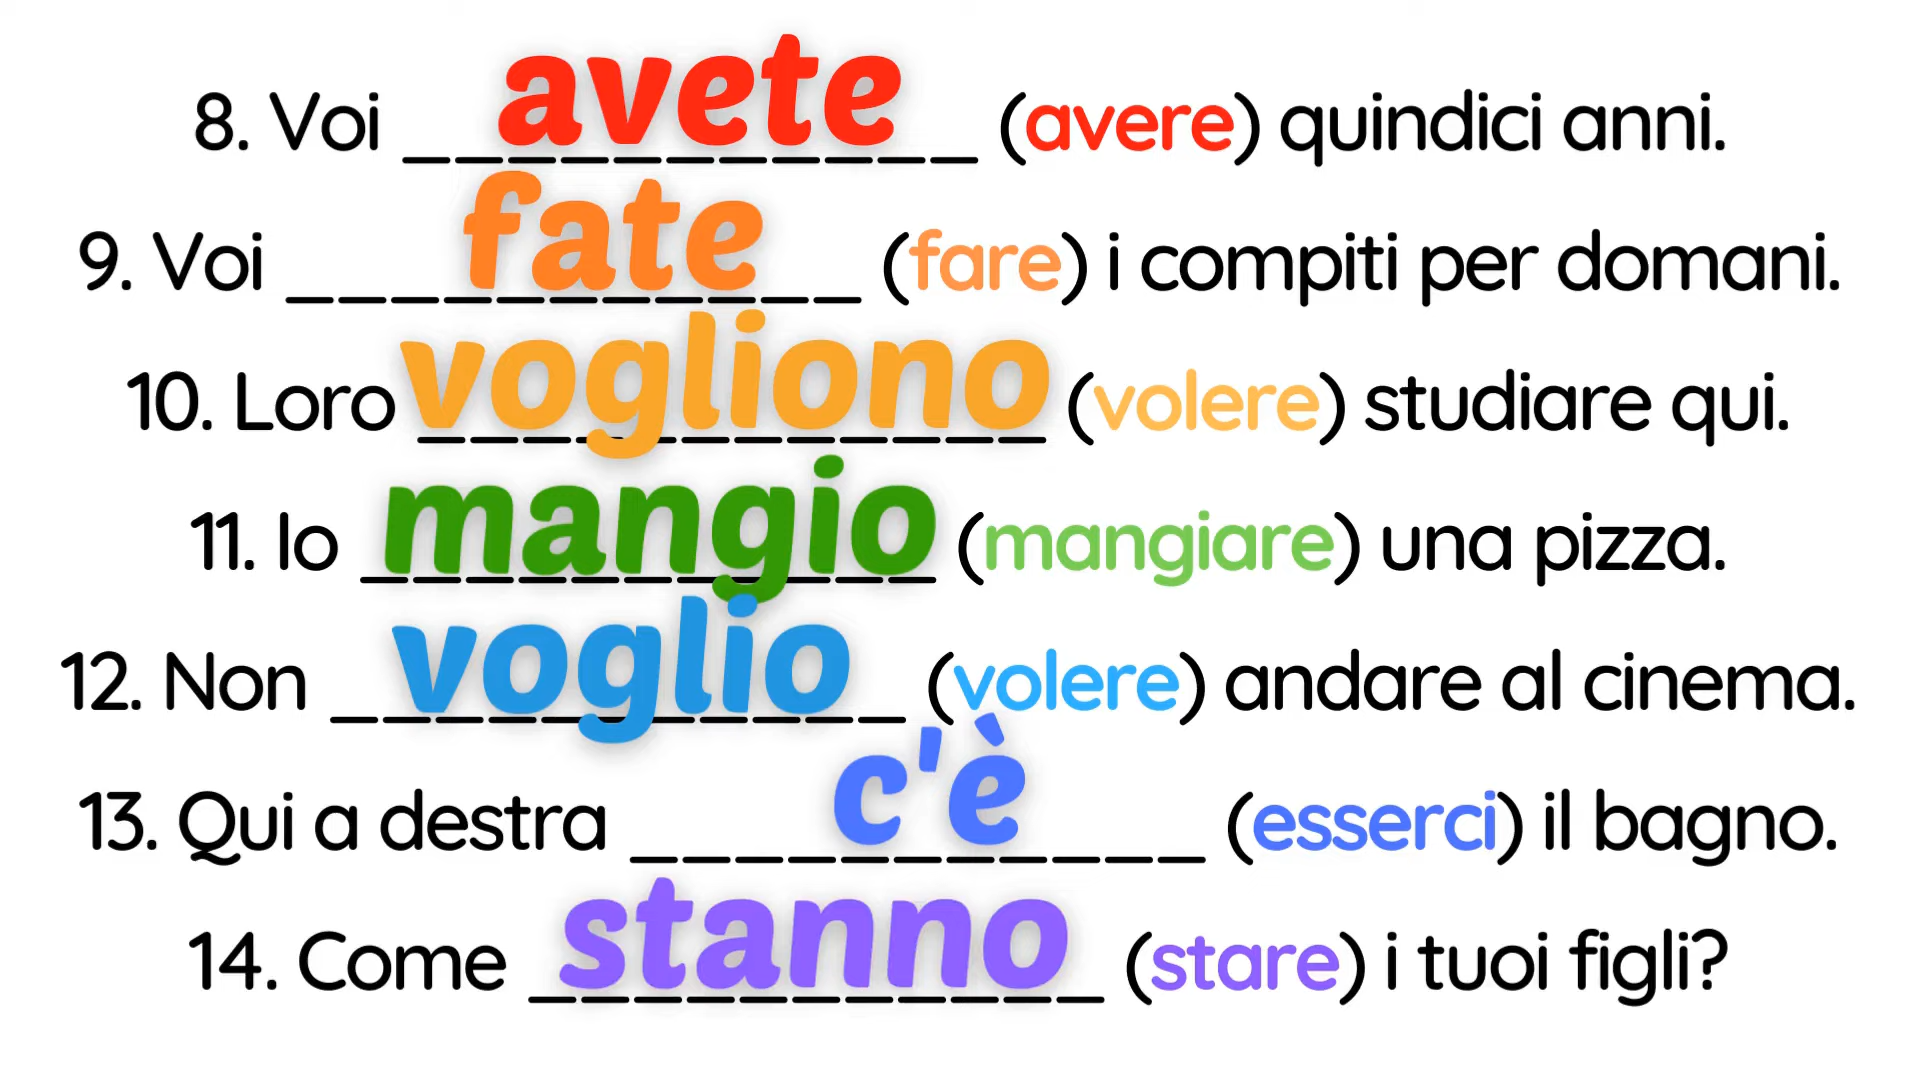 8. Voi avete (avere) quindici anni.
9. Voi fate (fare) i compiti per domani.
10. Loro vogliono (volere) studiare qui.
11. Io mangio (mangiare) una pizza.
12. Non voglio (volere) andare al cinema.
13. Qui a destra c'è (esserci) il bagno.
14. Come stanno (stare) i tuoi figli?